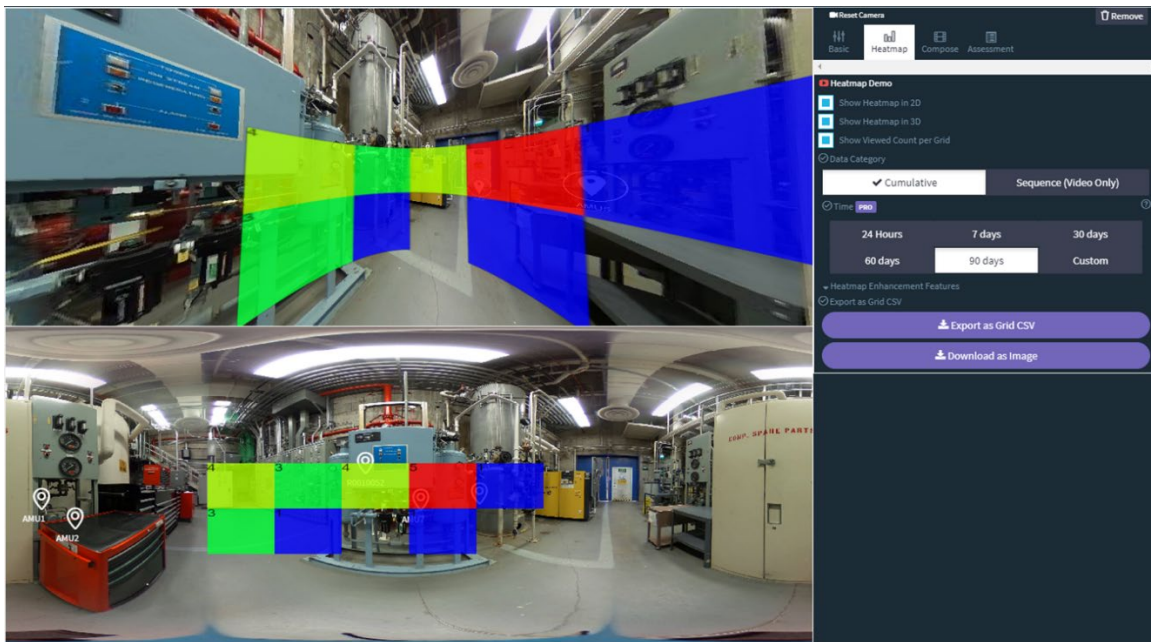 Reset Camera
Remove
Basic
Heatmap
Compose
Assessment
Heatmap Demo
Show Heatmap in 2D
Show Heatmap in 3D
Show Viewed Count per Grid
Data Category
Cumulative
Sequence (Video Only)
Time PRO
24 Hours
7 days
30 days
60 days
90 days
Custom
Heatmap Enhancement Features
Export as Grid CSV
Export as Grid CSV
Download as Image
4
4
3
4
5
3
AMU1
AMU2
COMP. SPARE PARTS